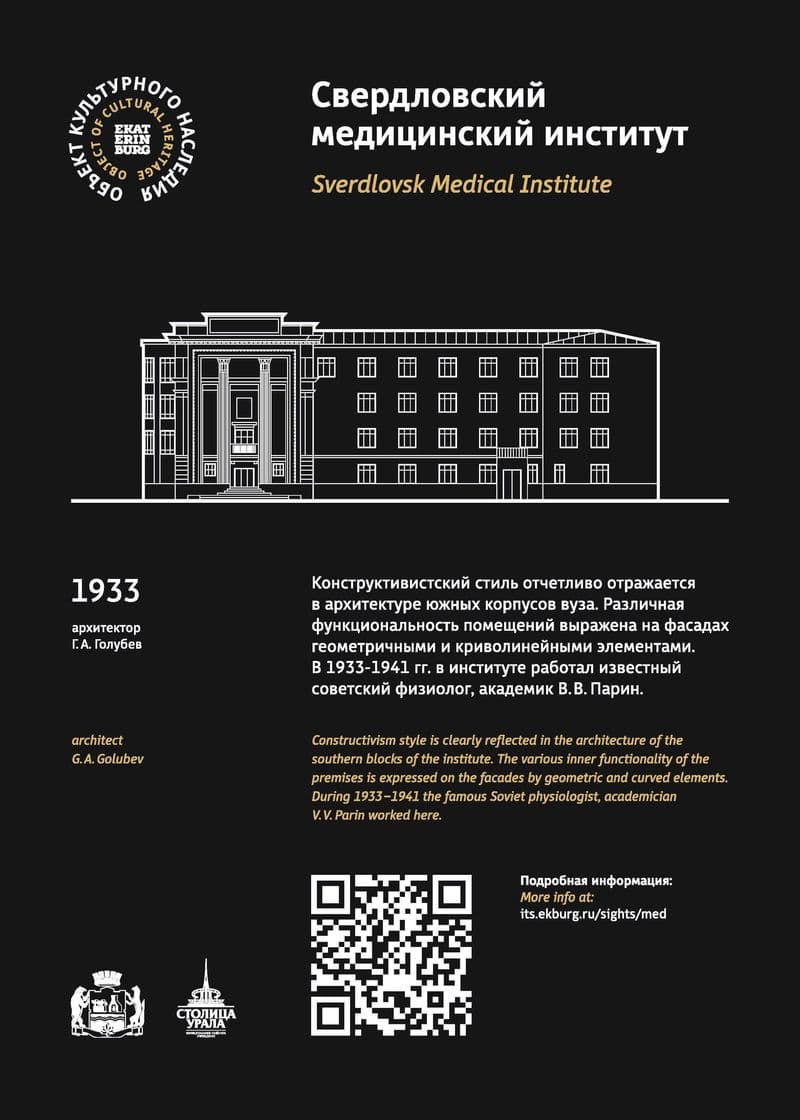 ОБЪЕКТ КУЛЬТУРНОГО НАСЛЕДИЯ
OBJECT OF CULTURAL HERITAGE
EKAT
ERIN
BURG
Свердловский
медицинский институт
Sverdlovsk Medical Institute
1933
архитектор
Г. А. Голубев
Конструктивистский стиль отчетливо отражается
в архитектуре южных корпусов вуза. Различная
функциональность помещений выражена на фасадах
геометричными и криволинейными элементами.
В 1933-1941 гг. в институте работал известный
советский физиолог, академик В. В. Парин.
architect
G. A. Golubev
Constructivism style is clearly reflected in the architecture of the
southern blocks of the institute. The various inner functionality of the
premises is expressed on the facades by geometric and curved elements.
During 1933–1941 the famous Soviet physiologist, academician
V. V. Parin worked here.
Подробная информация:
More info at:
its.ekburg.ru/sights/med
СТОЛИЦА
УРАЛА